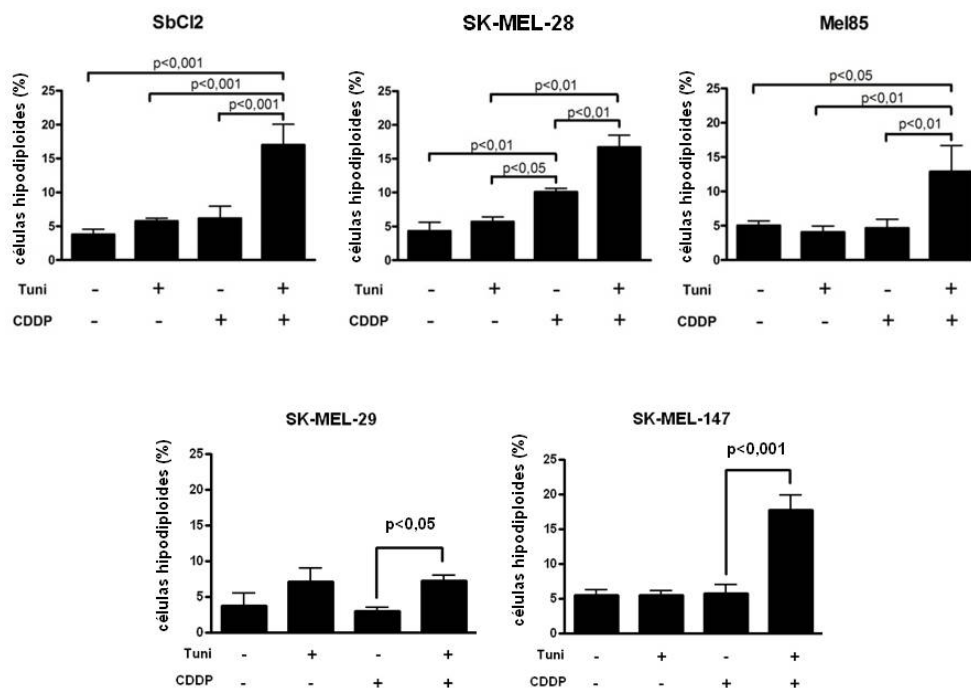 SbCl2
p<0,001
p<0,001
p<0,001
células hipodiploides (%)
25
20
15
10
5
0
Tuni - + - +
CDDP - - + +
SK-MEL-28
p<0,01
p<0,01
p<0,01
p<0,05
células hipodiploides (%)
25
20
15
10
5
0
- + - +
- - + +
Mel85
p<0,05
p<0,01
p<0,01
células hipodiploides (%)
25
20
15
10
5
0
- + - +
- - + +
SK-MEL-29
p<0,05
células hipodiploides (%)
25
20
15
10
5
0
Tuni - + - +
CDDP - - + +
SK-MEL-147
p<0,001
células hipodiploides (%)
25
20
15
10
5
0
Tuni - + - +
CDDP - - + +